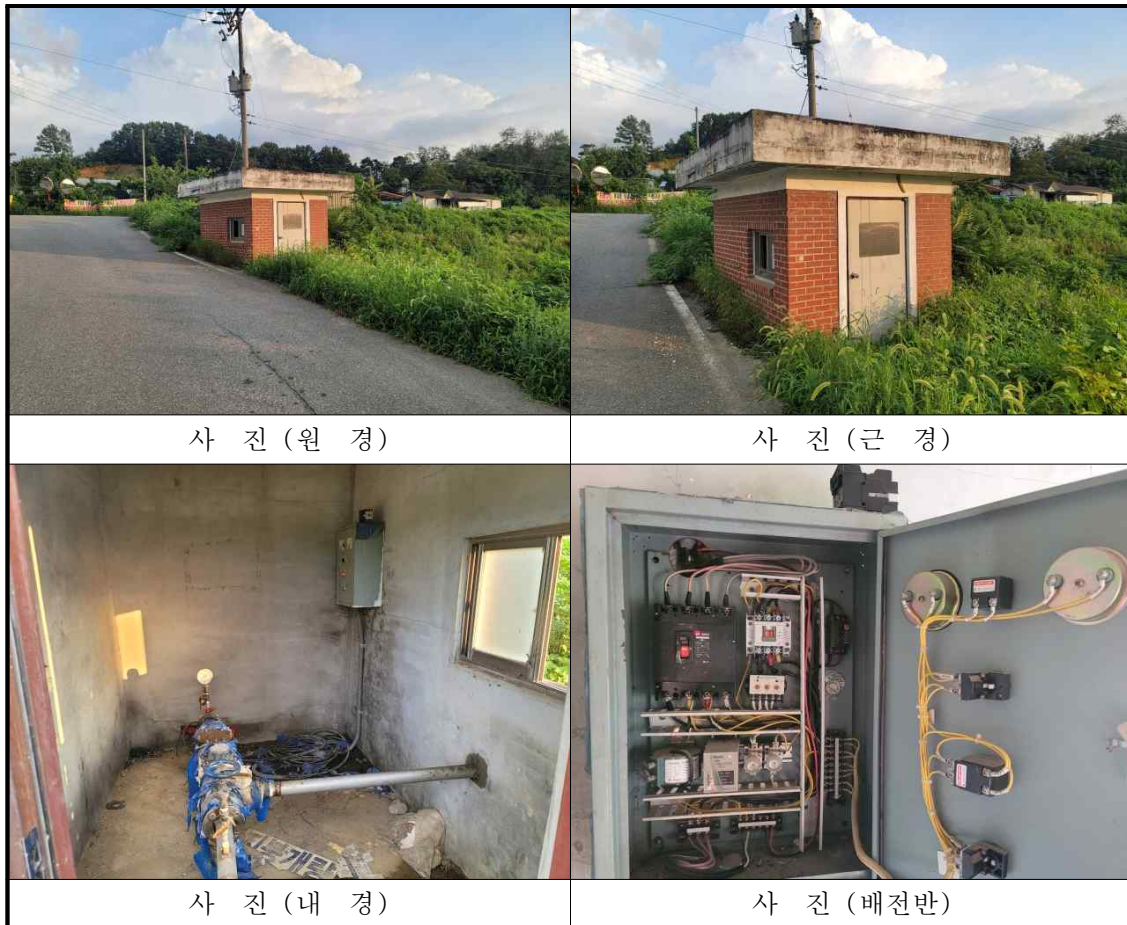 사 진 (원 경)
사 진 (근 경)
사 진 (내 경)
사 진 (배전반)